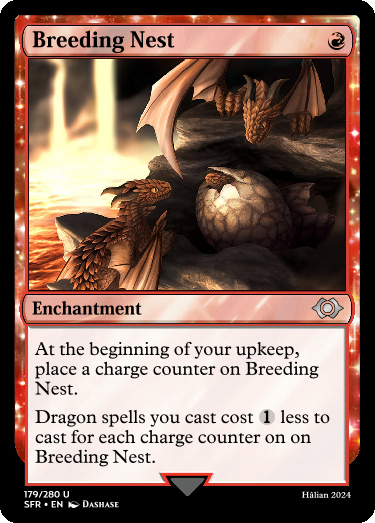 Breeding Nest
Enchantment
At the beginning of your upkeep,
place a charge counter on Breeding
Nest.
Dragon spells you cast cost 1 less to
cast for each charge counter on on
Breeding Nest.
179/280 U
SFR • EN Dashase
Hâlian 2024